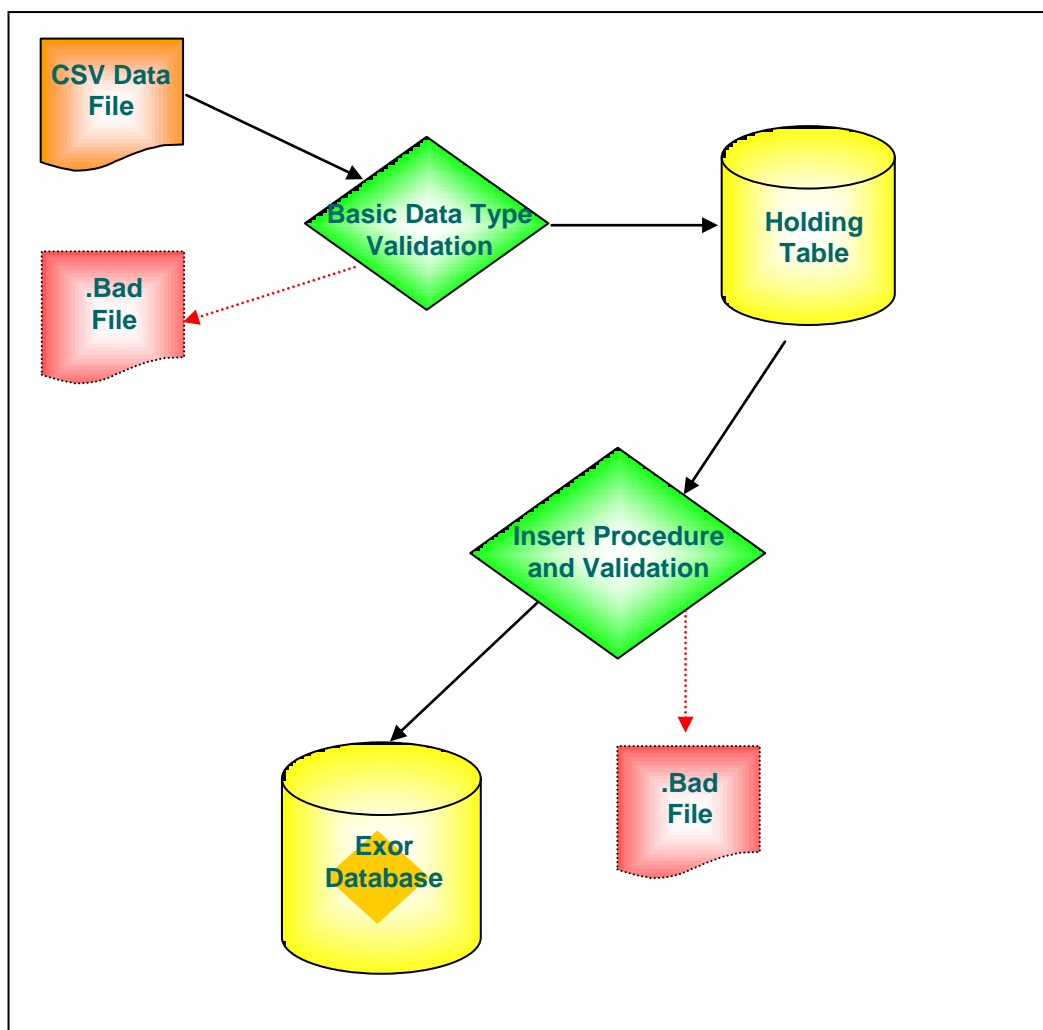 CSV Data
File
Basic Data Type
Validation
Holding
Table
.Bad
File
Insert Procedure
and Validation
Exor
Database
.Bad
File